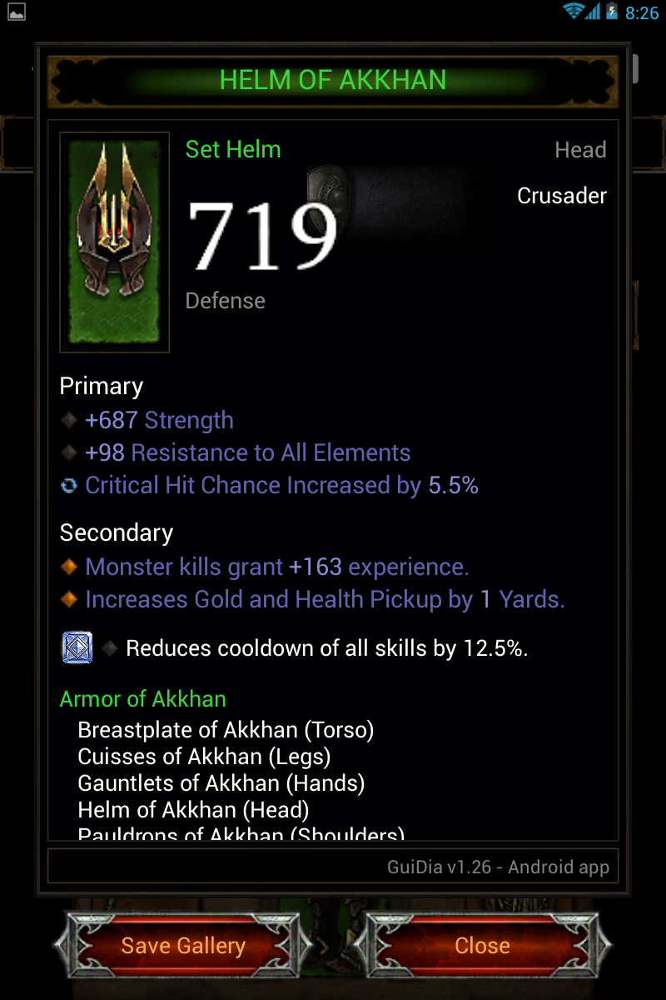 8:26
HELM OF AKKHAN
Set Helm
Head
Crusader
719
Defense
Primary
+687 Strength
+98 Resistance to All Elements
Critical Hit Chance Increased by 5.5%
Secondary
Monster kills grant +163 experience.
Increases Gold and Health Pickup by 1 Yards.
Reduces cooldown of all skills by 12.5%.
Armor of Akkhan
Breastplate of Akkhan (Torso)
Cuisses of Akkhan (Legs)
Gauntlets of Akkhan (Hands)
Helm of Akkhan (Head)
Pauldrons of Akkhan (Shoulders)
GuiDia v1.26 - Android app
Save Gallery
Close